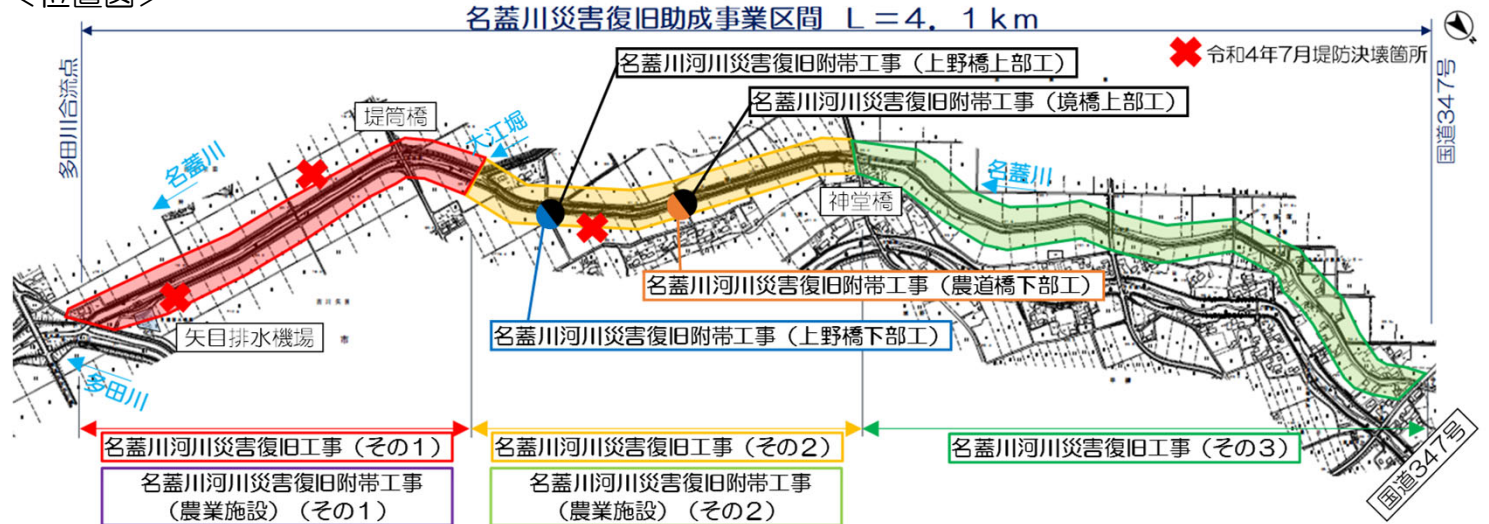 <位置図>
名蓋川災害復旧助成事業区間 L=4.1km
令和4年7月堤防決壊箇所
多田川合流点
国道347号
名蓋川河川災害復旧附帯工事（上野橋上部工）
名蓋川河川災害復旧附帯工事（境橋上部工）
堤筒橋
大江堀
名蓋川
名蓋川
神堂橋
名蓋川河川災害復旧附帯工事（農道橋下部工）
名蓋川河川災害復旧附帯工事（上野橋下部工）
矢目排水機場
市
多田川
名蓋川河川災害復旧工事（その1）
名蓋川河川災害復旧工事（その2）
名蓋川河川災害復旧工事（その3）
名蓋川河川災害復旧附帯工事
（農業施設）（その1）
名蓋川河川災害復旧附帯工事
（農業施設）（その2）
国道347号